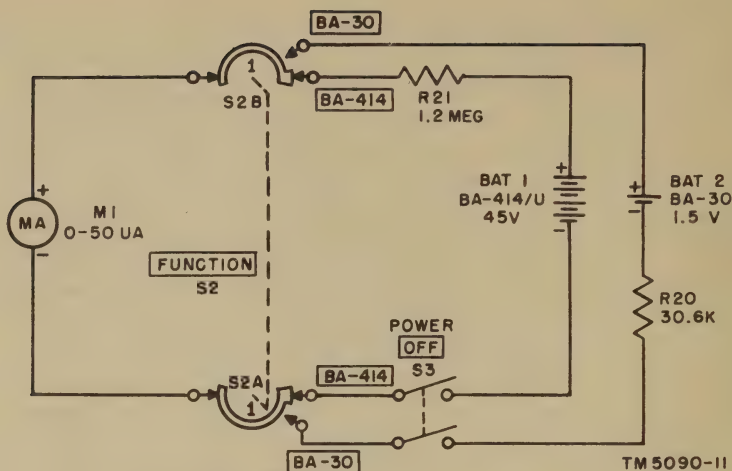 BA-30
1
S2B
BA-414
R21
1.2 MEG
MA
+
-
M1
0-50 UA
BAT 1
BA-414/U
45V
+
-
BAT 2
BA-30
1.5 V
+
-
FUNCTION
S2
R20
30.6K
POWER
OFF
S3
S2A
1
BA-414
BA-30
TM 5090-11